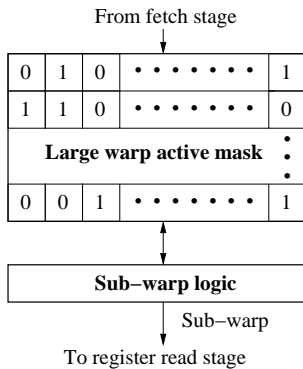 From fetch stage
0 1 0 • • • • • • • 1
1 1 0 • • • • • • • 0
Large warp active mask
0 0 1 • • • • • • • 1
Sub−warp logic
Sub−warp
To register read stage